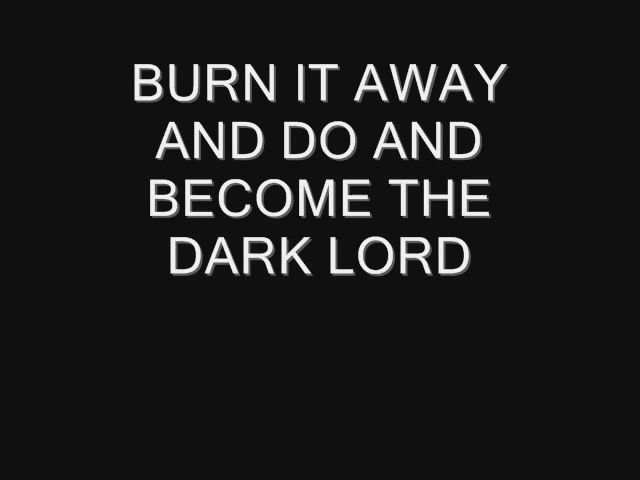 BURN IT AWAY
AND DO AND
BECOME THE
DARK LORD